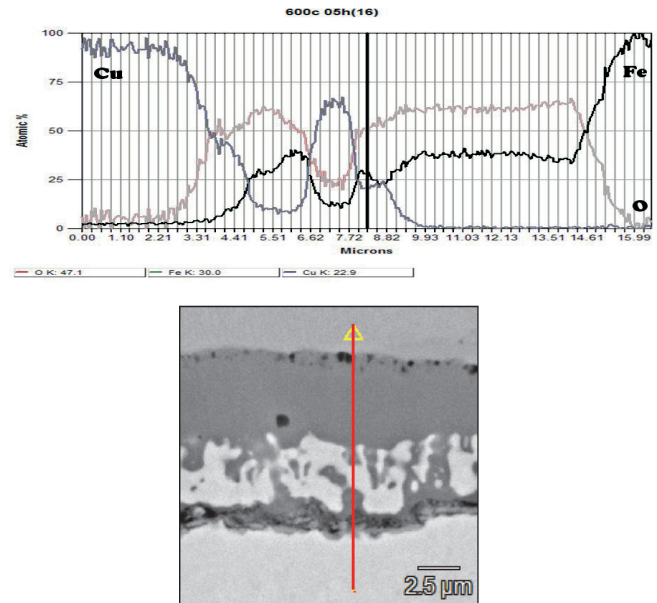 600c 05h(16)
100
75
50
25
0
Atomic %
Cu
Fe
O
0.00 1.10 2.21 3.31 4.41 5.51 6.62 7.72 8.82 9.93 11.03 12.13 13.51 14.61 15.99
Microns
O K: 47.1 Fe K: 30.0 Cu K: 22.9
2.5 µm